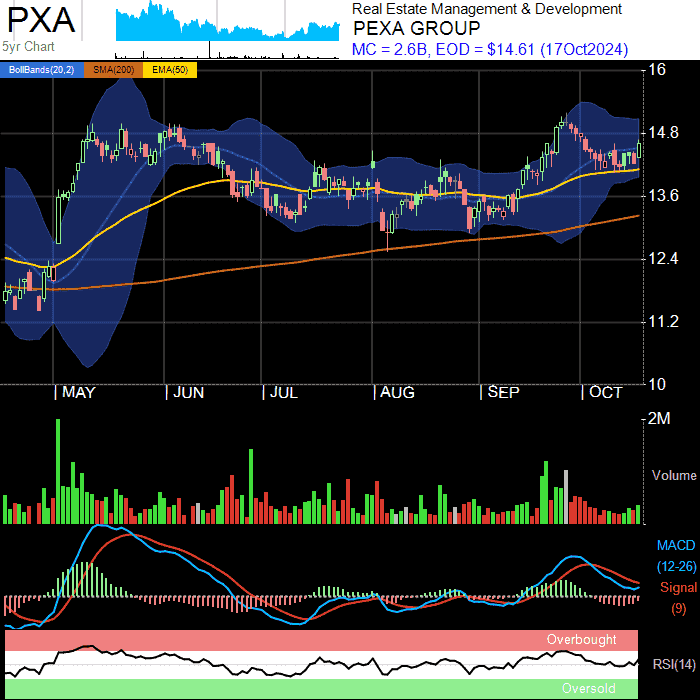 PXA
5yr Chart
Real Estate Management & Development
PEXA GROUP
MC = 2.6B, EOD = $14.61 (17Oct2024)
BollBands(20,2) SMA(200) EMA(50)
16
14.8
13.6
12.4
11.2
10
MAY JUN JUL AUG SEP OCT
2M
Volume
MACD
(12-26)
Signal
(9)
Overbought
RSI(14)
Oversold